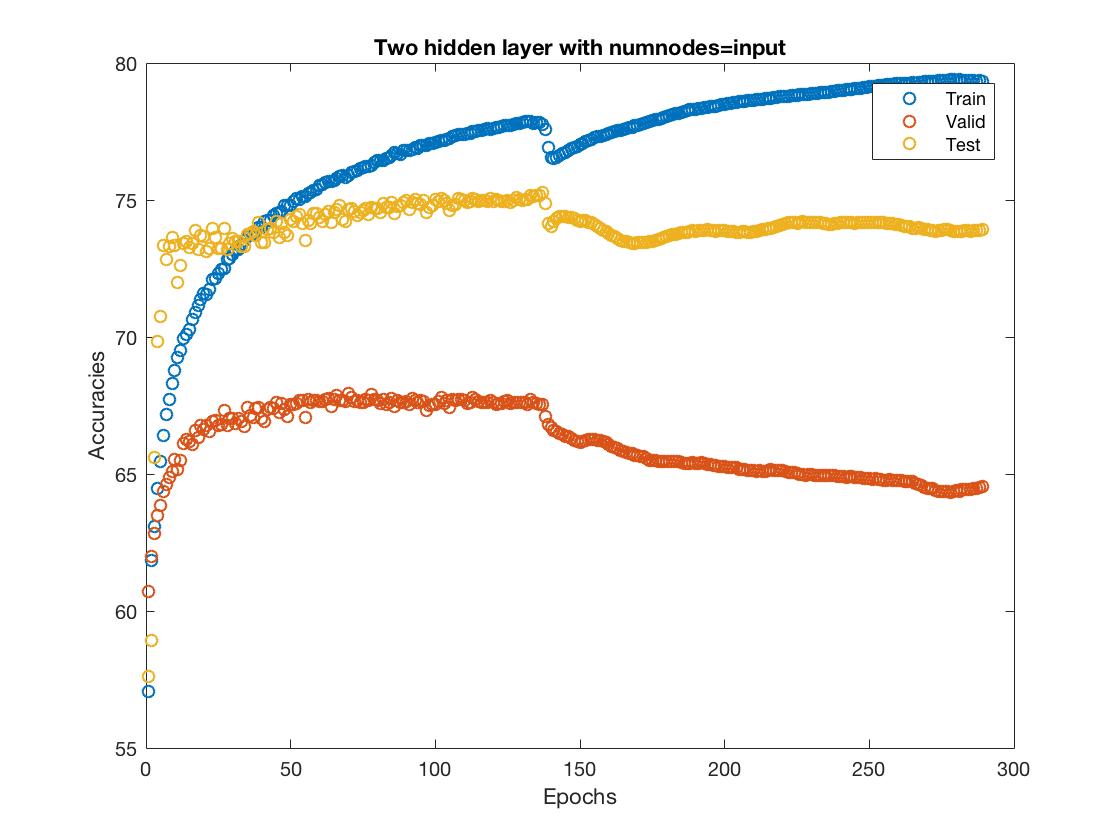 Two hidden layer with numnodes=input
80
75
70
65
60
55
Accuracies
Train
Valid
Test
0 50 100 150 200 250 300
Epochs